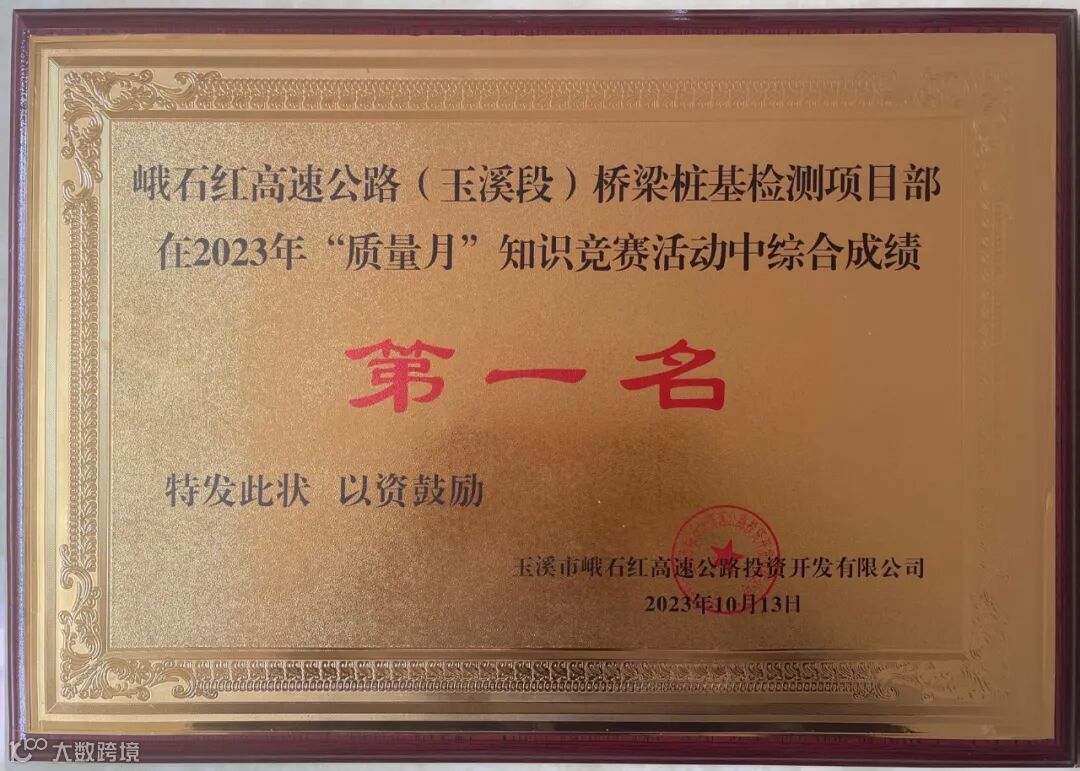 峨石红高速公路（玉溪段）桥梁桩基检测项目部
在2023年“质量月”知识竞赛活动中综合成绩
第一名
特发此状 以资鼓励
玉溪市峨石红高速公路投资开发有限公司
2023年10月13日
大数跨境